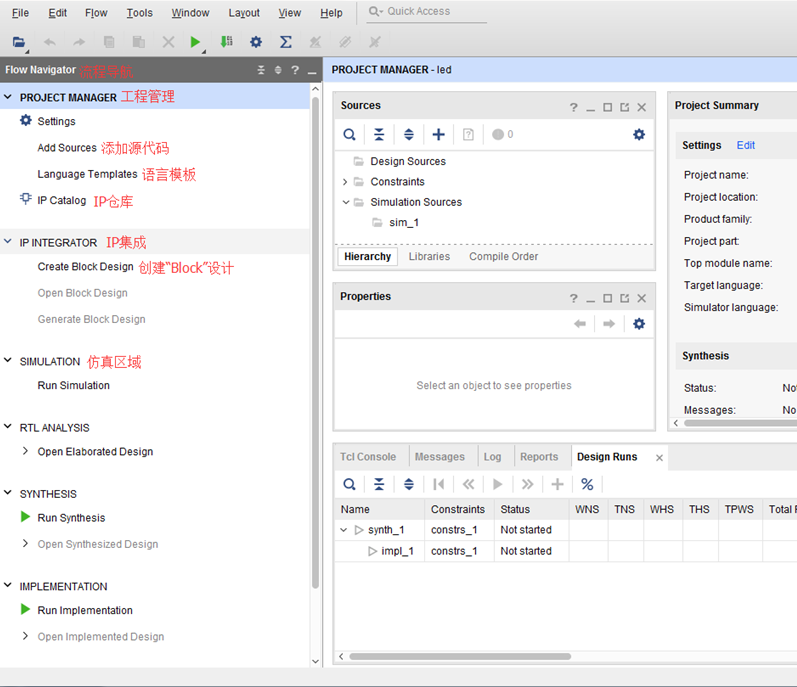 File Edit Flow Tools Window Layout View Help Quick Access
Flow Navigator
PROJECT MANAGER 工程管理
Settings
Add Sources 添加源代码
Language Templates 语言模板
IP Catalog IP仓库
IP INTEGRATOR IP集成
Create Block Design 创建“Block”设计
Open Block Design
Generate Block Design
SIMULATION 仿真区域
Run Simulation
RTL ANALYSIS
Open Elaborated Design
SYNTHESIS
Run Synthesis
Open Synthesized Design
IMPLEMENTATION
Run Implementation
Open Implemented Design
PROJECT MANAGER - led
Sources
0
Design Sources
Constraints
Simulation Sources
sim_1
Hierarchy Libraries Compile Order
Properties
Select an object to see properties
Project Summary
Settings Edit
Project name:
Project location:
Product family:
Project part:
Top module name:
Target language:
Simulator language:
Synthesis
Status: No
Messages: No
Tcl Console Messages Log Reports Design Runs
Name Constraints Status WNS TNS WHS THS TPWS Total
synth_1 constrs_1 Not started
impl_1 constrs_1 Not started